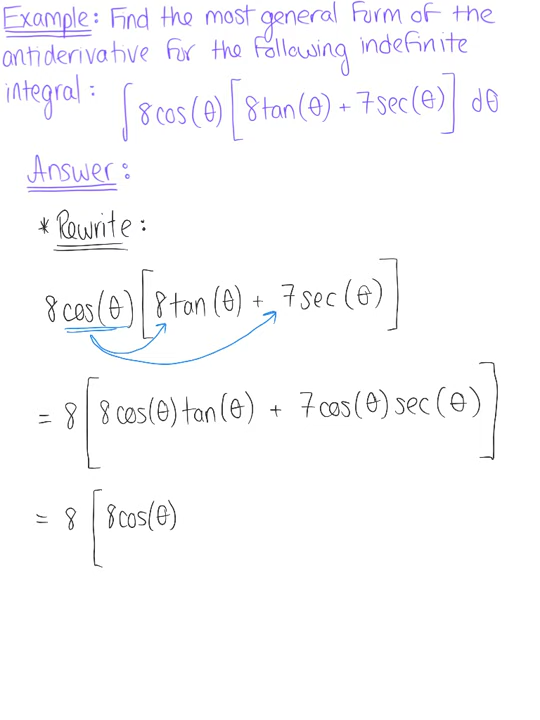 Example: Find the most general form of the
antiderivative for the following indefinite
integral: ∫ 8cos(θ) [8tan(θ) + 7sec(θ)] dθ
Answer:
* Rewrite:
8cos(θ) [8tan(θ) + 7sec(θ)]
= 8 [8cos(θ)tan(θ) + 7cos(θ)sec(θ)]
= 8 [8cos(θ)